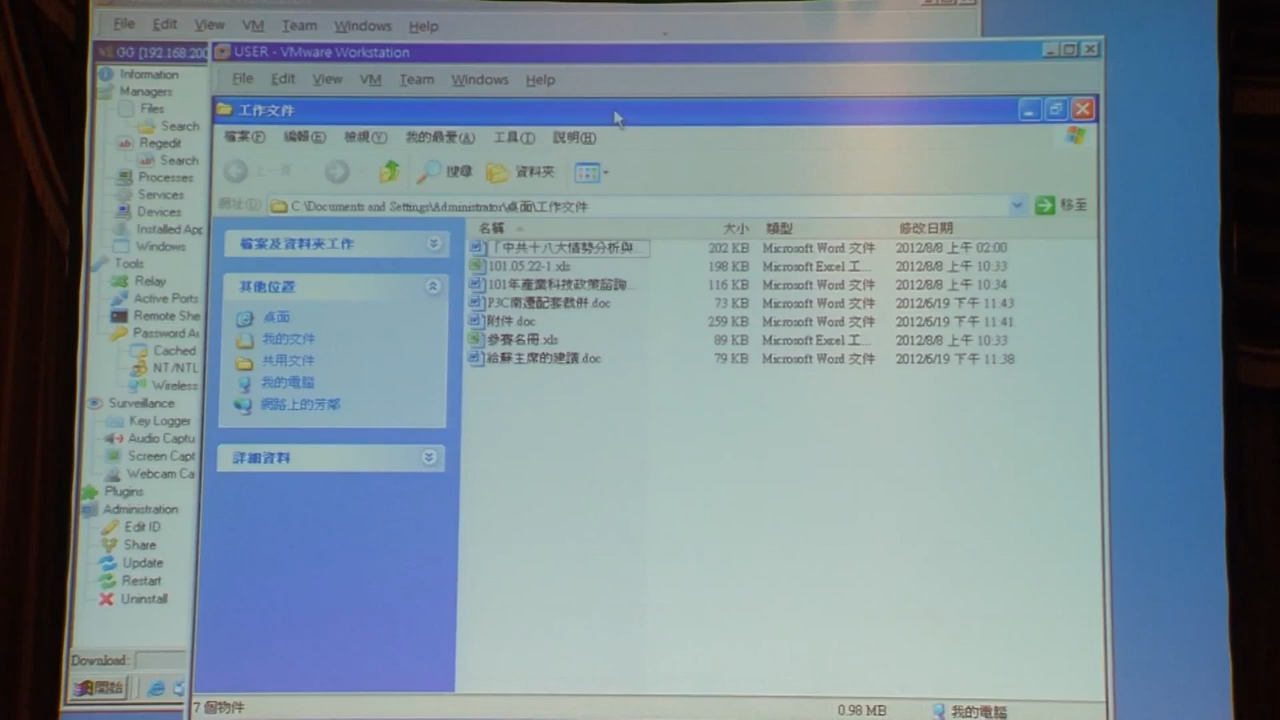 File Edit View VM Team Windows Help
GG [192.168.200
Information
Managers
Files
Search
Regedit
Search
Processes
Services
Devices
Installed App
Windows
Tools
Relay
Active Ports
Remote She
Password A
Cached
NT/NTL
Wireless
Surveillance
Key Logger
Audio Captu
Screen Capt
Webcam Ca
Plugins
Administration
Edit ID
Share
Update
Restart
Uninstall
Download:
開始
USER - VMware Workstation
File Edit View VM Team Windows Help
工作文件
檔案(F) 編輯(E) 檢視(V) 我的最愛(A) 工具(T) 說明(H)
上一頁 搜尋 資料夾
網址(D) C:\Documents and Settings\Administrator\桌面\工作文件 移至
檔案及資料夾工作
其他位置
桌面
我的文件
共用文件
我的電腦
網路上的芳鄰
詳細資料
名稱 大小 類型 修改日期
「中共十八大情勢分析與... 202 KB Microsoft Word 文件 2012/8/8 上午 02:00
101.05.22-1.xls 198 KB Microsoft Excel 工... 2012/8/8 上午 10:33
101年產業科技政策諮詢... 116 KB Microsoft Word 文件 2012/8/8 上午 10:34
P3C南遷配套裁併.doc 73 KB Microsoft Word 文件 2012/6/19 下午 11:43
附件.doc 259 KB Microsoft Word 文件 2012/6/19 下午 11:41
參賽名冊.xls 89 KB Microsoft Excel 工... 2012/8/8 上午 10:33
給蘇主席的建議.doc 79 KB Microsoft Word 文件 2012/6/19 下午 11:38
7 個物件 0.98 MB 我的電腦